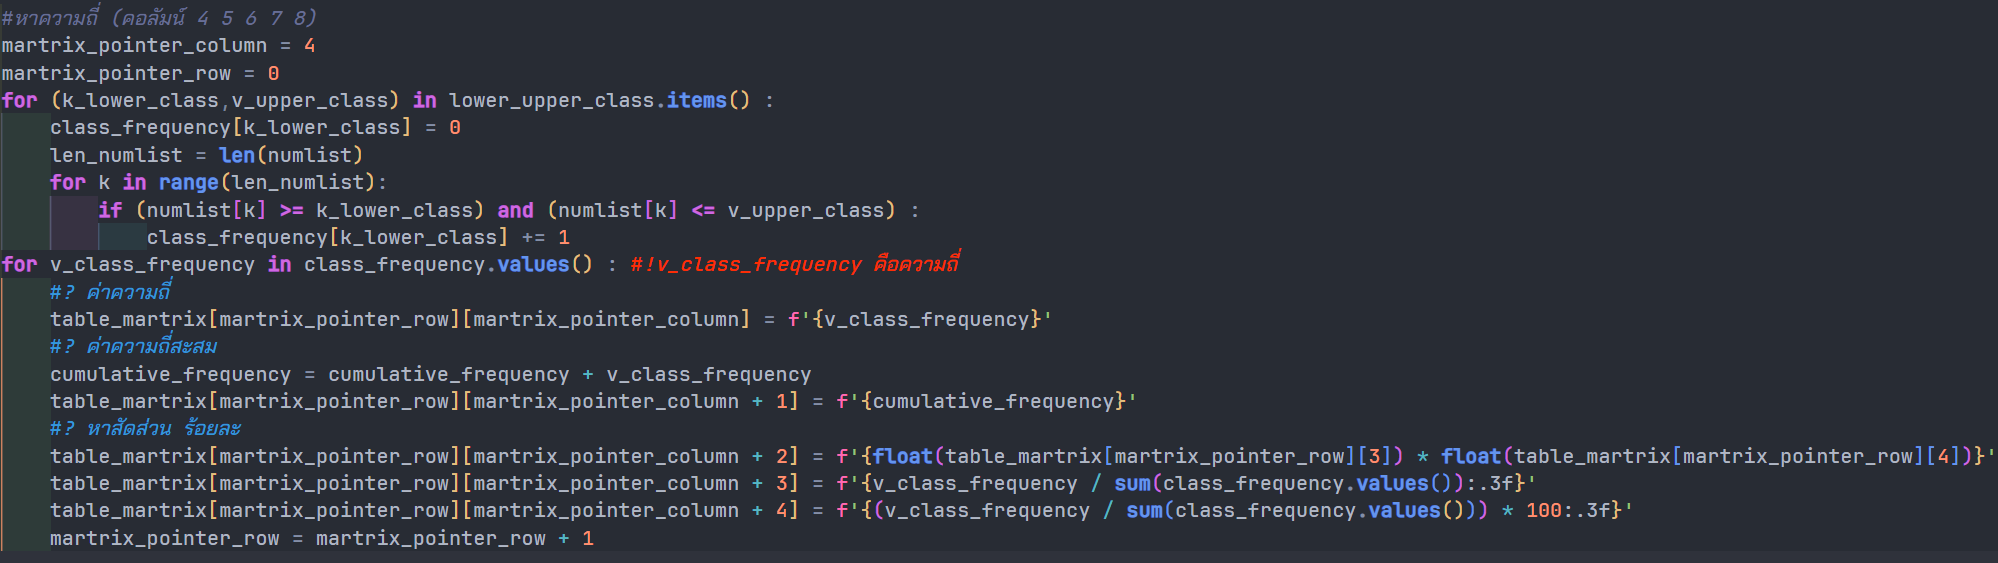 #หาความถี่ (คอลัมน์ 4 5 6 7 8)
martrix_pointer_column = 4
martrix_pointer_row = 0
for (k_lower_class,v_upper_class) in lower_upper_class.items() :
    class_frequency[k_lower_class] = 0
    len_numlist = len(numlist)
    for k in range(len_numlist):
        if (numlist[k] >= k_lower_class) and (numlist[k] <= v_upper_class) :
            class_frequency[k_lower_class] += 1
for v_class_frequency in class_frequency.values() : #!v_class_frequency คือความถี่
    #? ค่าความถี่
    table_martrix[martrix_pointer_row][martrix_pointer_column] = f'{v_class_frequency}'
    #? ค่าความถี่สะสม
    cumulative_frequency = cumulative_frequency + v_class_frequency
    table_martrix[martrix_pointer_row][martrix_pointer_column + 1] = f'{cumulative_frequency}'
    #? หาสัดส่วน ร้อยละ
    table_martrix[martrix_pointer_row][martrix_pointer_column + 2] = f'{float(table_martrix[martrix_pointer_row][3]) * float(table_martrix[martrix_pointer_row][4])}'
    table_martrix[martrix_pointer_row][martrix_pointer_column + 3] = f'{v_class_frequency / sum(class_frequency.values()):.3f}'
    table_martrix[martrix_pointer_row][martrix_pointer_column + 4] = f'{(v_class_frequency / sum(class_frequency.values())) * 100:.3f}'
    martrix_pointer_row = martrix_pointer_row + 1